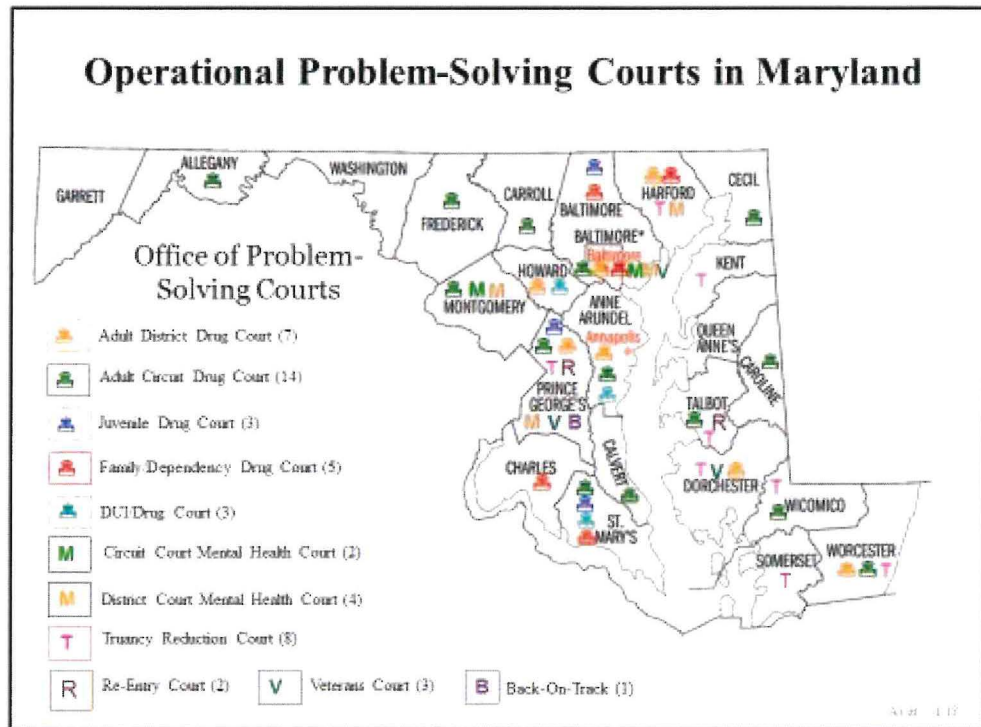 Operational Problem-Solving Courts in Maryland
GARRETT
ALLEGANY
WASHINGTON
FREDERICK
CARROLL
BALTIMORE
HARFORD
T M
CECIL
BALTIMORE*
Baltimore
M M V
HOWARD
MONTGOMERY
M M
KENT
T
ANNE
ARUNDEL
Annapolis
*
QUEEN
ANNE'S
CAROLINE
T R
PRINCE
GEORGE'S
M V B
TALBOT
R
T
CALVERT
CHARLES
ST.
MARY'S
T V
DORCHESTER
T
WICOMICO
SOMERSET
T
WORCESTER
T
Office of Problem-
Solving Courts
Adult District Drug Court (7)
Adult Circuit Drug Court (14)
Juvenile Drug Court (3)
Family/Dependency Drug Court (5)
DUI/Drug Court (3)
M Circuit Court Mental Health Court (2)
M District Court Mental Health Court (4)
T Truancy Reduction Court (8)
R Re-Entry Court (2) V Veterans Court (3) B Back-On-Track (1)